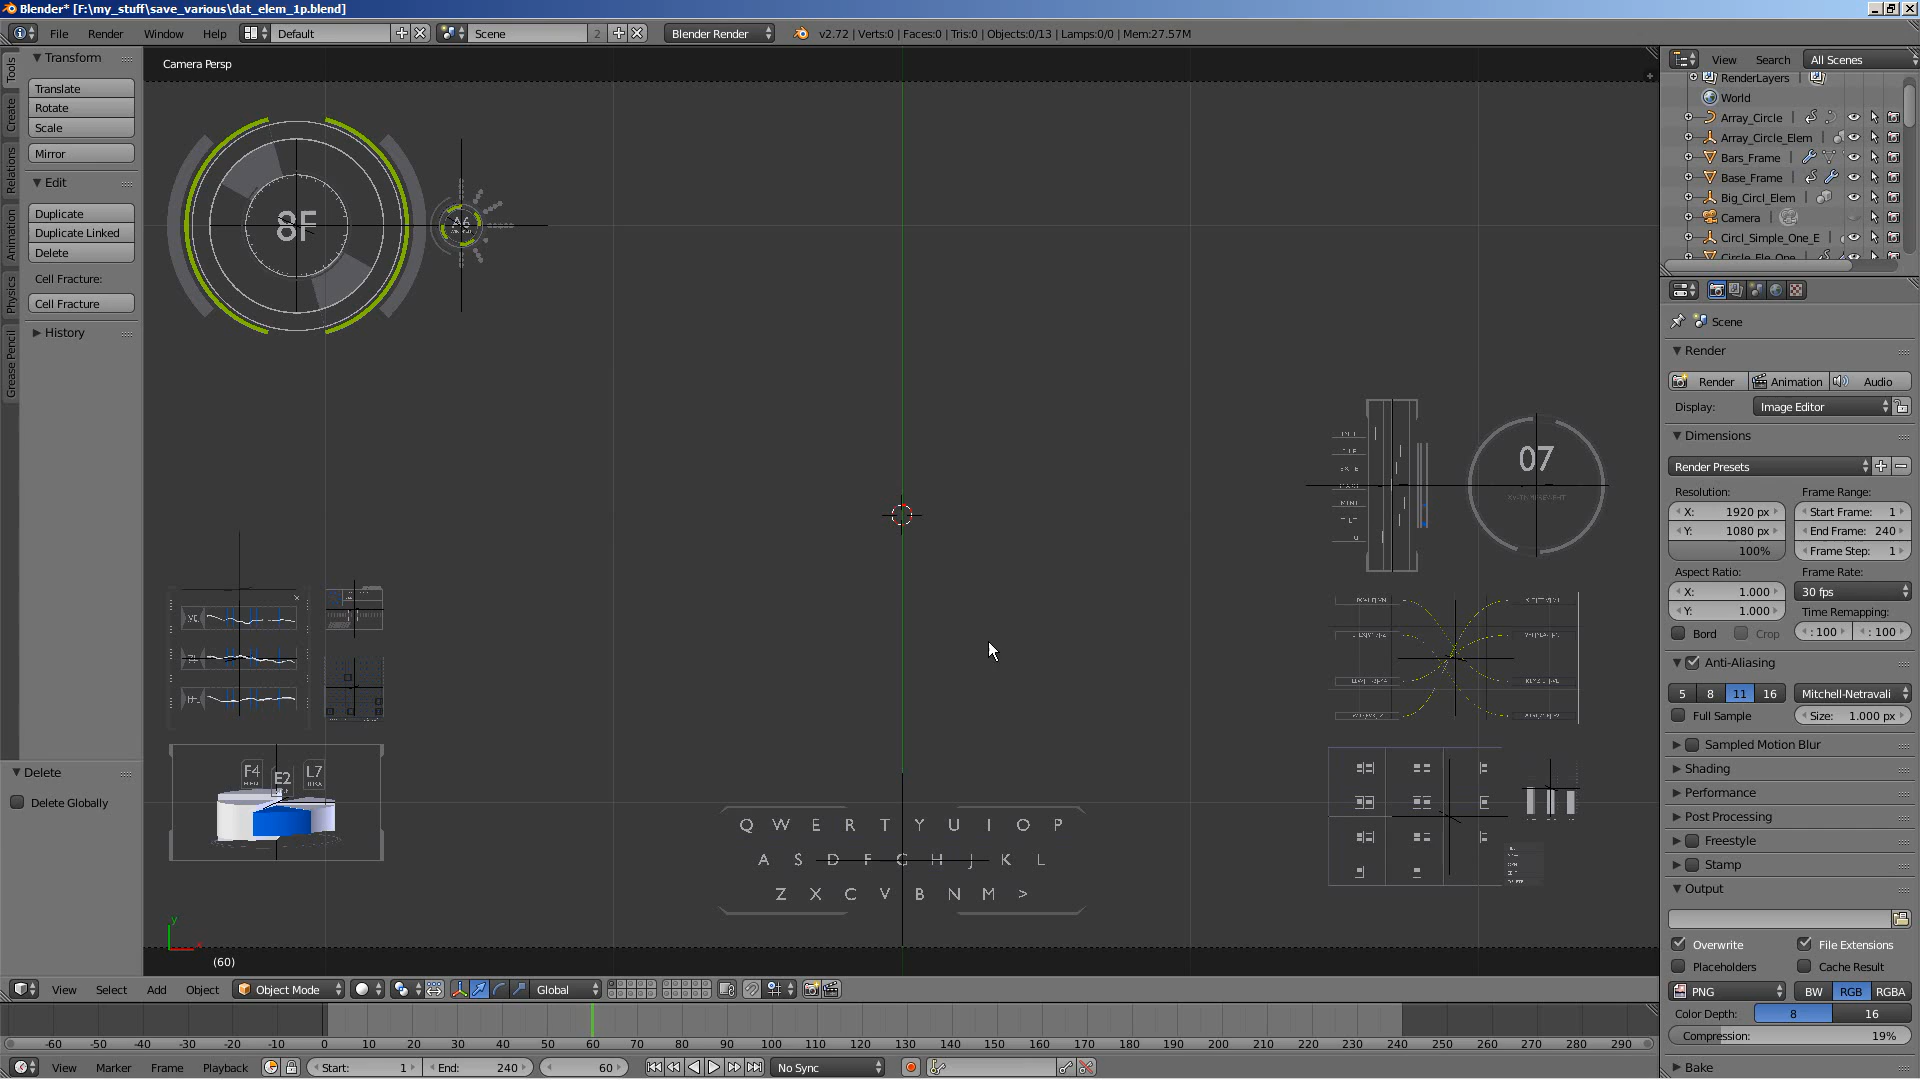 Blender* [F:\my_stuff\save_various\dat_elem_1p.blend]
File Render Window Help Default Scene 2 Blender Render v2.72 | Verts:0 | Faces:0 | Tris:0 | Objects:0/13 | Lamps:0/0 | Mem:27.57M
Camera Persp
Tools
Create
Relations
Animation
Physics
Grease Pencil
Transform
Translate
Rotate
Scale
Mirror
Edit
Duplicate
Duplicate Linked
Delete
Cell Fracture:
Cell Fracture
History
Delete
Delete Globally
8F
A6
07
F4 E2 L7
Q W E R T Y U I O P
A S D F G H J K L
Z X C V B N M >
y
x
(60)
View Search All Scenes
RenderLayers
World
Array_Circle
Array_Circle_Elem
Bars_Frame
Base_Frame
Big_Circl_Elem
Camera
Circl_Simple_One_E
Circle_Ele_One
Scene
Render
Render Animation Audio
Display: Image Editor
Dimensions
Render Presets
Resolution: Frame Range:
X: 1920 px Start Frame: 1
Y: 1080 px End Frame: 240
100% Frame Step: 1
Aspect Ratio: Frame Rate:
X: 1.000 30 fps
Y: 1.000 Time Remapping:
Bord Crop : 100 : 100
Anti-Aliasing
5 8 11 16 Mitchell-Netravali
Full Sample Size: 1.000 px
Sampled Motion Blur
Shading
Performance
Post Processing
Freestyle
Stamp
Output
Overwrite File Extensions
Placeholders Cache Result
PNG BW RGB RGBA
Color Depth: 8 16
Compression: 19%
Bake
View Select Add Object Object Mode Global
-60 -50 -40 -30 -20 -10 0 10 20 30 40 50 60 70 80 90 100 110 120 130 140 150 160 170 180 190 200 210 220 230 240 250 260 270 280 290
View Marker Frame Playback Start: 1 End: 240 60 No Sync